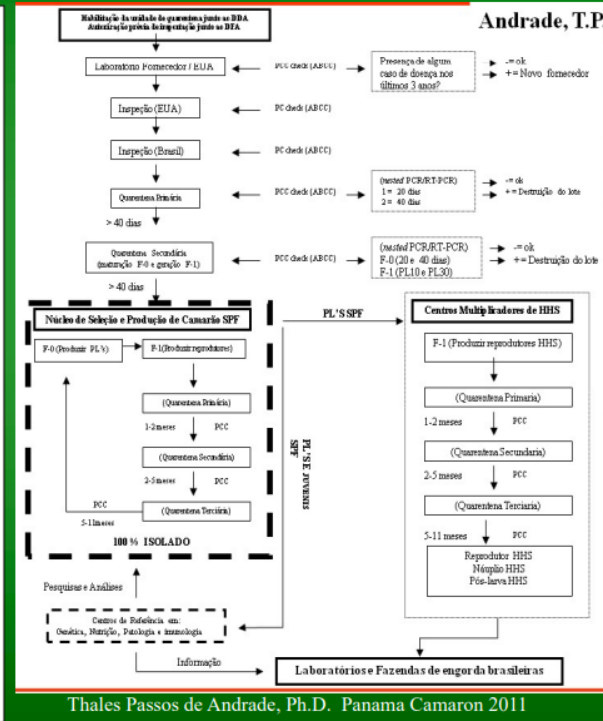 Andrade, T.P.
Habilitação da unidade de quarentena junto ao DDA
Autorização prévia de importação junto ao DFA
Laboratório Fornecedor / EUA
PCC check (ABCC)
Presença de algum
caso de doença nos
últimos 3 anos?
-= ok
+= Novo fornecedor
Inspeção (EUA)
PC check (ABCC)
Inspeção (Brasil)
PC check (ABCC)
Quarentena Primária
PCC check (ABCC)
(nested PCR/RT-PCR)
1= 20 dias
2= 40 dias
-= ok
+= Destruição do lote
> 40 dias
Quarentena Secundária
(maturação F-0 e geração F-1)
PCC check (ABCC)
(nested PCR/RT-PCR)
F-0 (20 e 40 dias)
F-1 (PL10 e PL30)
-= ok
+= Destruição do lote
> 40 dias
Núcleo de Seleção e Produção de Camarão SPF
F-0 (Produzir PL's)
F-1(Produzir reprodutores)
(Quarentena Primária)
1-2 meses PCC
(Quarentena Secundária)
2-5 meses PCC
(Quarentena Terciária)
PCC
5-11 meses
100 % ISOLADO
PL'S SPF
PL'S E JUVENIS
SPF
Centros Multiplicadores de HHS
F-1 (Produzir reprodutores HHS)
(Quarentena Primaria)
1-2 meses PCC
(Quarentena Secundaria)
2-5 meses PCC
(Quarentena Terciaria)
5-11 meses PCC
Reprodutor HHS
Náuplio HHS
Pós-larva HHS
Pesquisas e Análises
Centros de Referência em:
Genética, Nutrição, Patologia e imunologia
Informação
Laboratórios e Fazendas de engorda brasileiras
Thales Passos de Andrade, Ph.D. Panama Camaron 2011